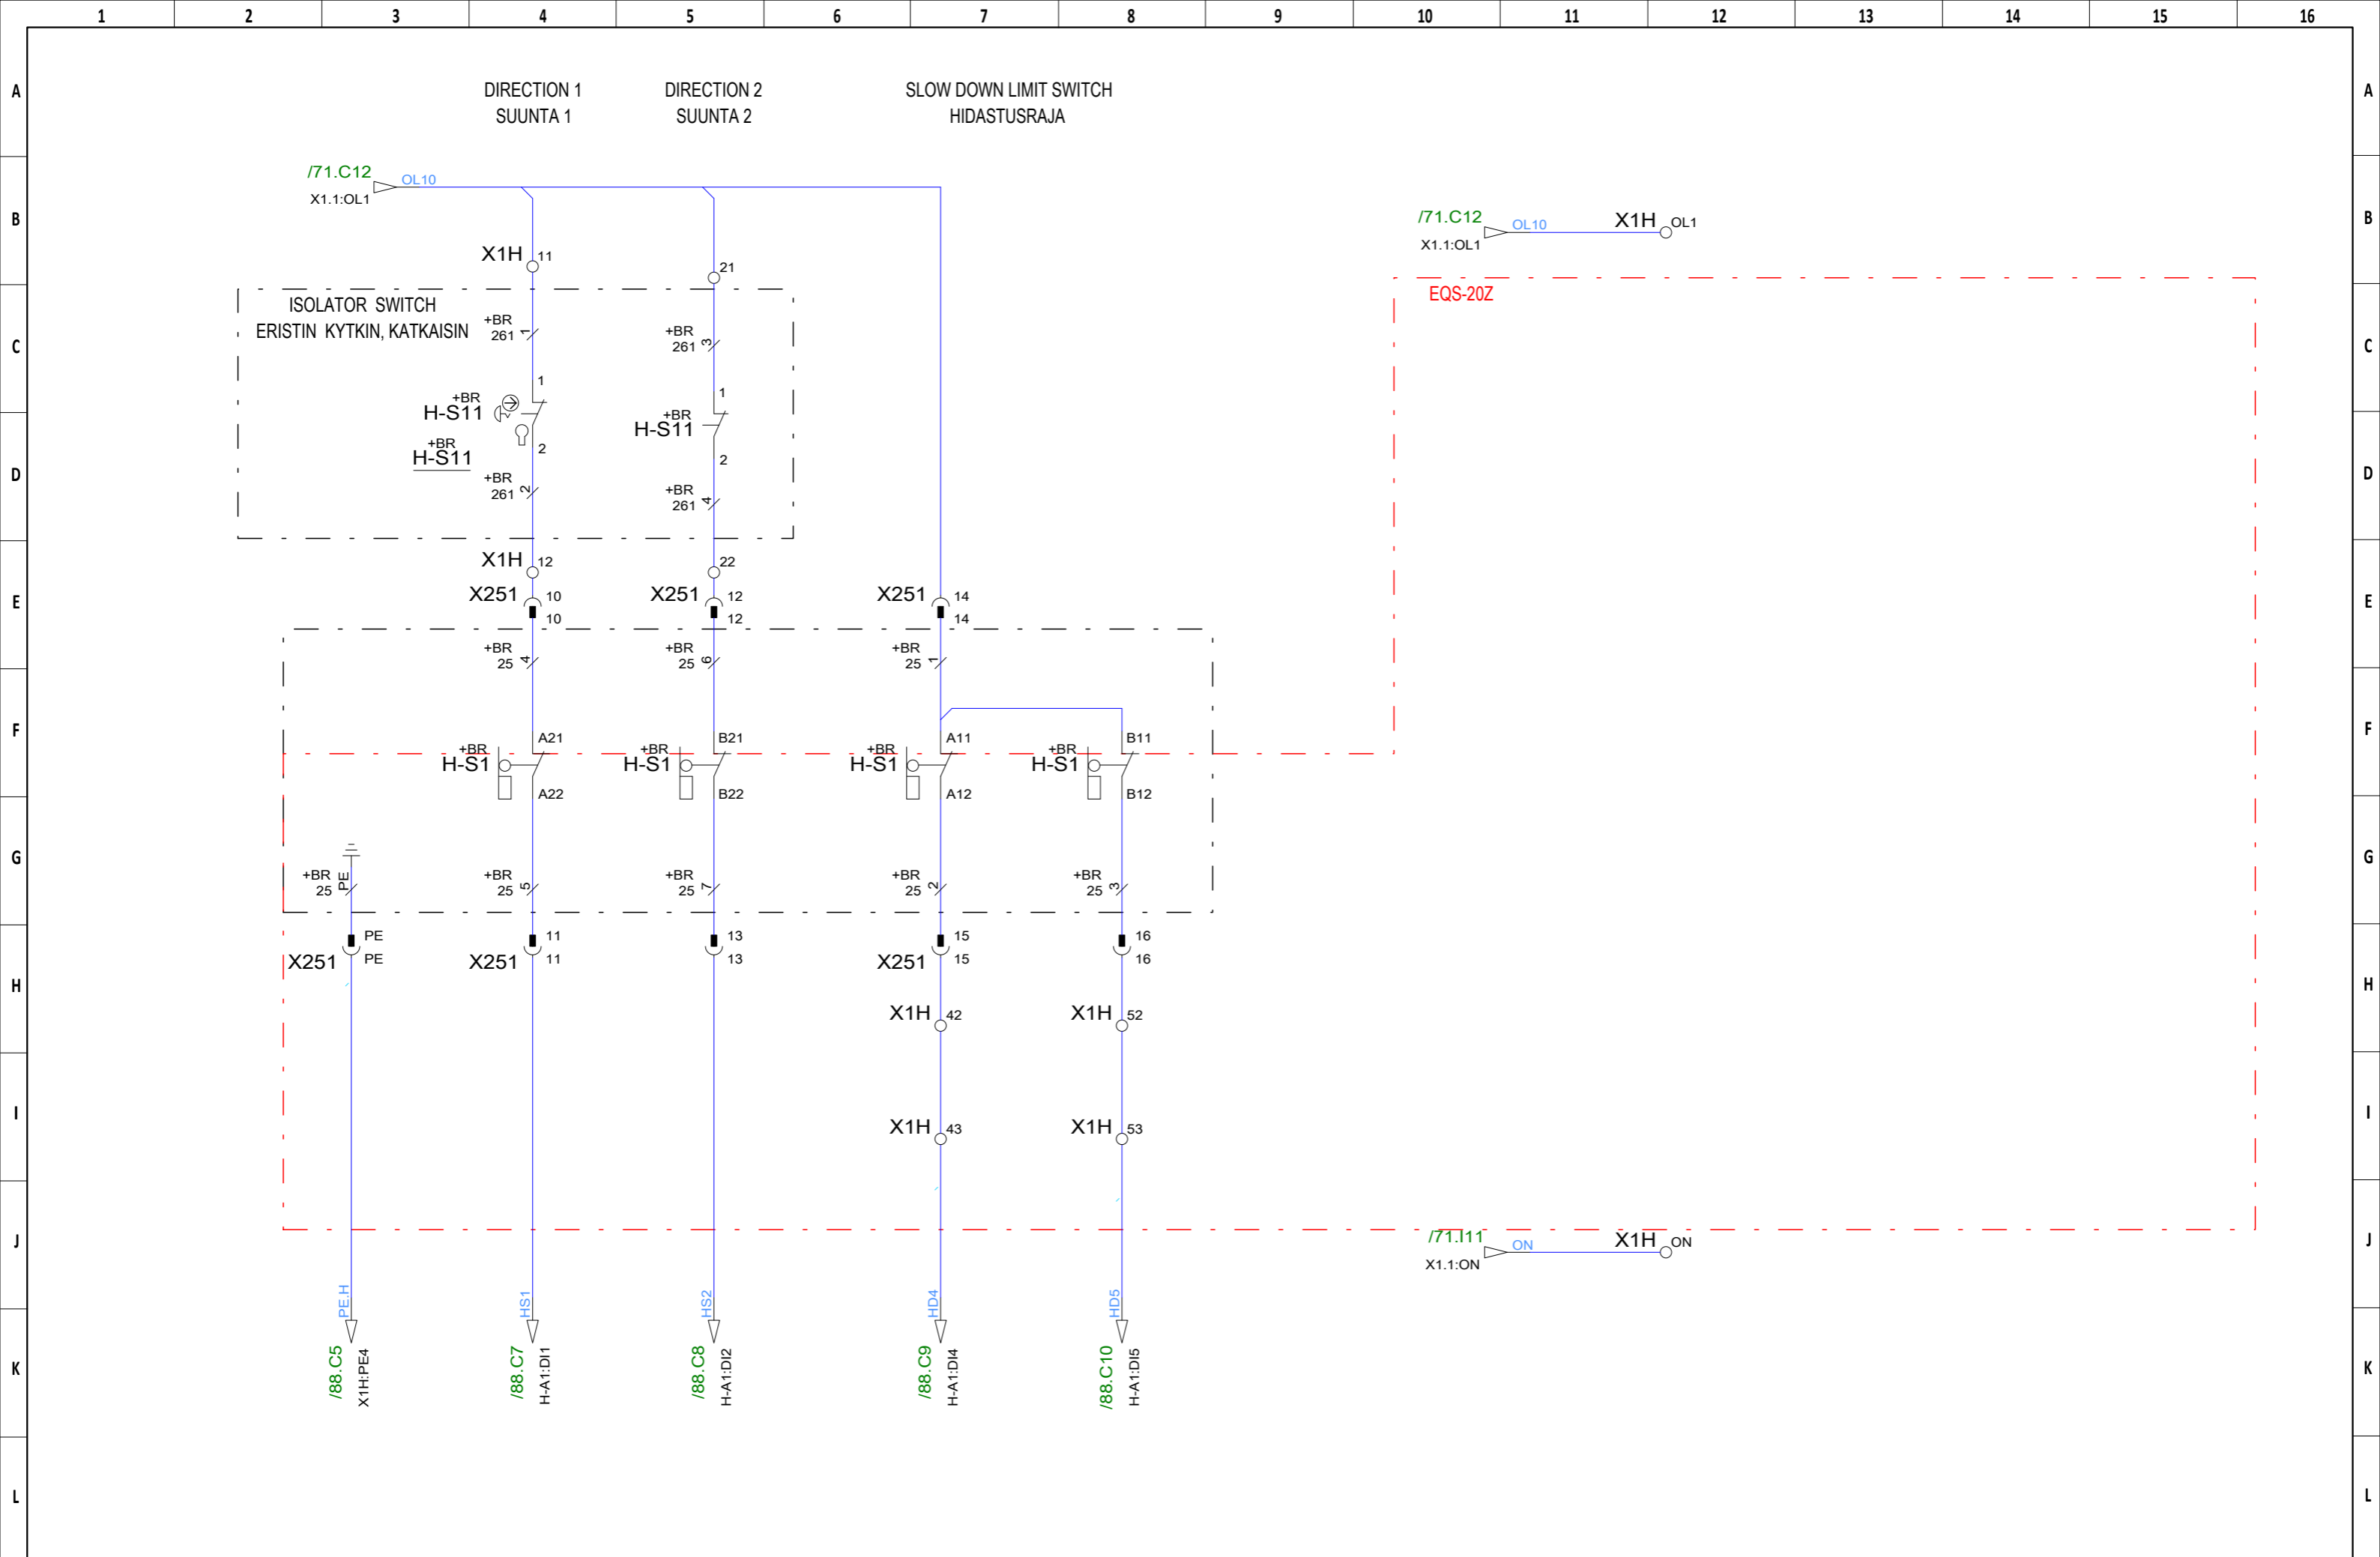 1 2 3 4 5 6 7 8 9 10 11 12 13 14 15 16
A A
DIRECTION 1
SUUNTA 1
DIRECTION 2
SUUNTA 2
SLOW DOWN LIMIT SWITCH
HIDASTUSRAJA
/71.C12
OL10
X1.1:OL1
B B
/71.C12
OL10
X1.1:OL1
X1H OL1
X1H 11
21
ISOLATOR SWITCH
ERISTIN KYTKIN, KATKAISIN
EQS-20Z
+BR
261 1
+BR
261 3
C C
1
+BR
H-S11
2
+BR
H-S11
1
+BR
H-S11
2
D D
+BR
261 2
+BR
261 4
X1H 12
22
X251 10
10
X251 12
12
X251 14
14
E E
+BR
25 4
+BR
25 6
+BR
25 1
F F
A21
+BR
H-S1
A22
B21
+BR
H-S1
B22
A11
+BR
H-S1
A12
B11
+BR
H-S1
B12
G G
+BR
25 PE
+BR
25 5
+BR
25 7
+BR
25 2
+BR
25 3
PE
X251 PE
11
X251 11
13
13
15
X251 15
16
16
H H
X1H 42
X1H 52
I I
X1H 43
X1H 53
J J
/71.I11
ON
X1.1:ON
X1H ON
PE.H
HS1
HS2
HD4
HD5
K K
/88.C5
X1H:PE4
/88.C7
H-A1:DI1
/88.C8
H-A1:DI2
/88.C9
H-A1:DI4
/88.C10
H-A1:DI5
L L